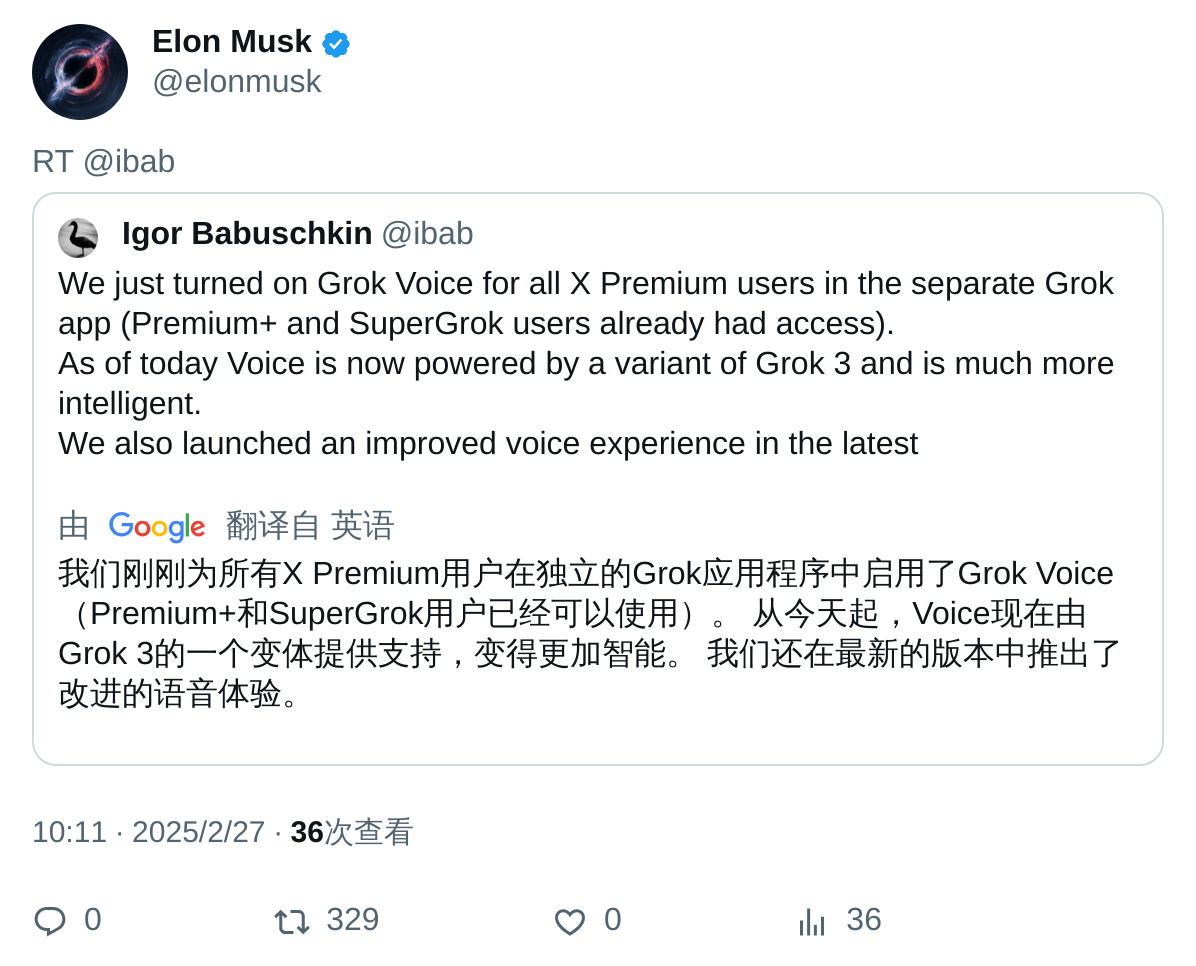 Elon Musk
@elonmusk
RT @ibab
Igor Babuschkin @ibab
We just turned on Grok Voice for all X Premium users in the separate Grok
app (Premium+ and SuperGrok users already had access).
As of today Voice is now powered by a variant of Grok 3 and is much more
intelligent.
We also launched an improved voice experience in the latest
由 Google 翻译自 英语
我们刚刚为所有X Premium用户在独立的Grok应用程序中启用了Grok Voice
（Premium+和SuperGrok用户已经可以使用）。 从今天起，Voice现在由
Grok 3的一个变体提供支持，变得更加智能。 我们还在最新的版本中推出了
改进的语音体验。
10:11 · 2025/2/27 · 36次查看
0 329 0 36